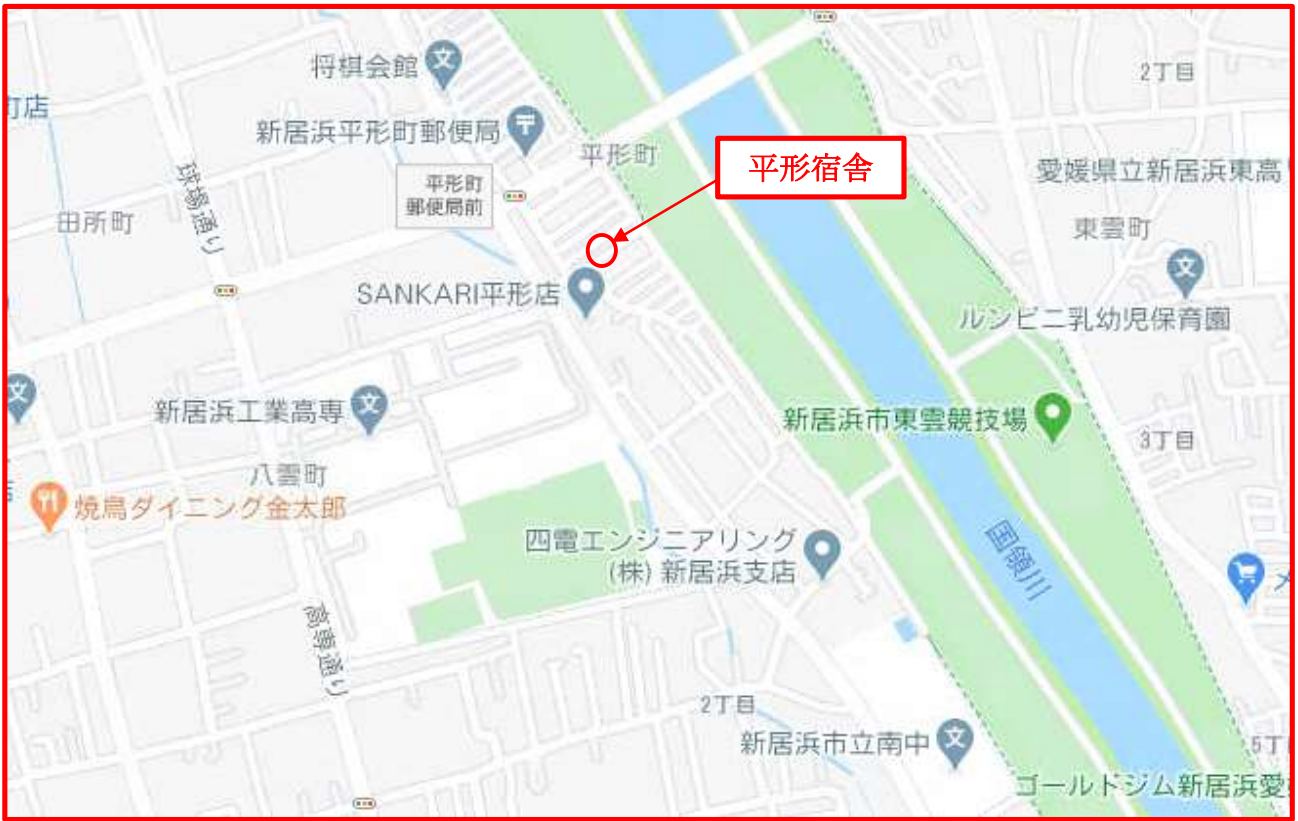 将棋会館
2丁目
町店
新居浜平形町郵便局
平形町
平形宿舎
愛媛県立新居浜東高
平形町
郵便局前
球場通り
田所町
東雲町
SANKARI平形店
ルンビニ乳幼児保育園
新居浜工業高専
新居浜市東雲競技場
3丁目
八雲町
焼鳥ダイニング金太郎
四電エンジニアリング
(株) 新居浜支店
国領川
高専通り
2丁目
新居浜市立南中
5丁
ゴールドジム新居浜愛